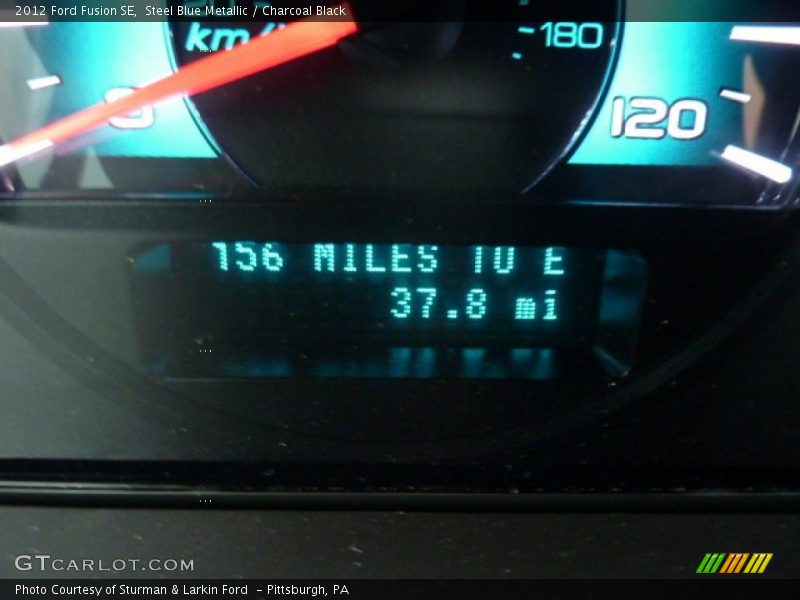 2012 Ford Fusion SE,  Steel Blue Metallic / Charcoal Black
km/
180
120
156 MILES TO E
37.8 mi
GTCARLOT.COM
Photo Courtesy of Sturman & Larkin Ford  - Pittsburgh, PA